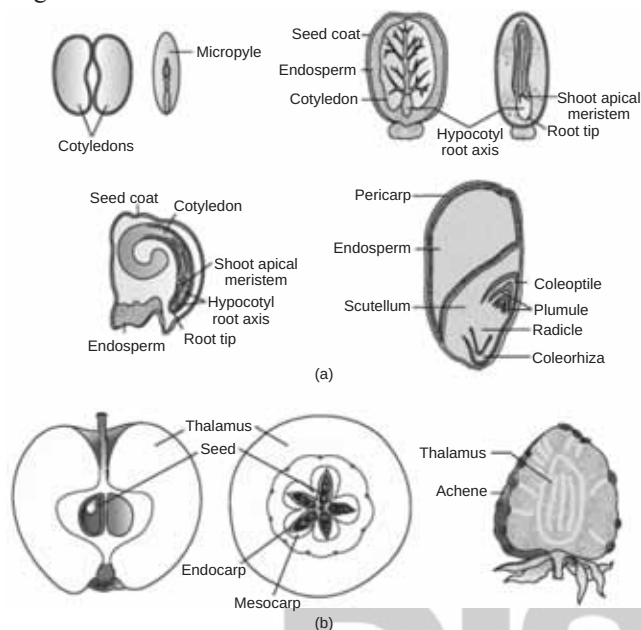 Micropyle
Cotyledons
Seed coat
Endosperm
Cotyledon
Shoot apical
meristem
Hypocotyl
root axis
Root tip
Seed coat
Cotyledon
Shoot apical
meristem
Hypocotyl
root axis
Root tip
Endosperm
Pericarp
Endosperm
Scutellum
Coleoptile
Plumule
Radicle
Coleorhiza
(a)
Thalamus
Seed
Endocarp
Mesocarp
Thalamus
Achene
(b)